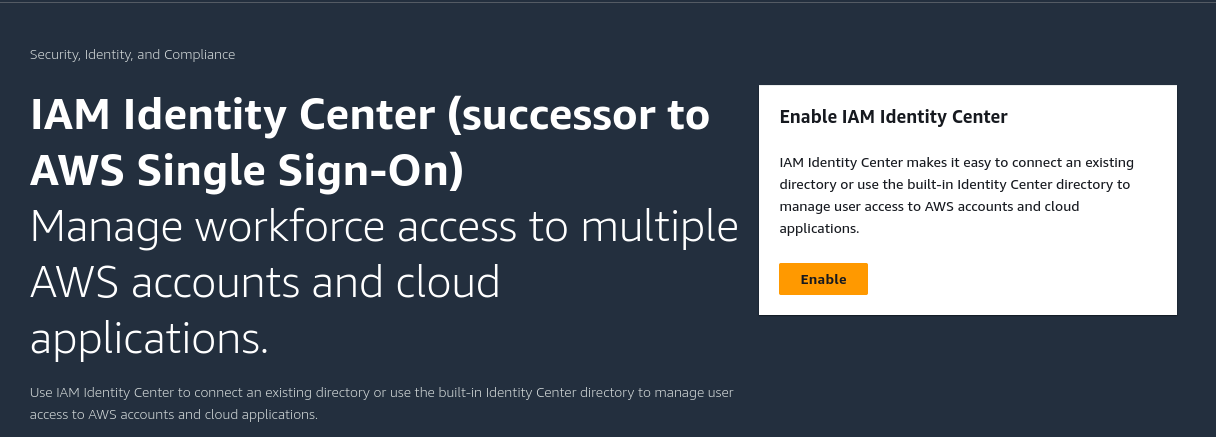 Security, Identity, and Compliance
IAM Identity Center (successor to
AWS Single Sign-On)
Manage workforce access to multiple
AWS accounts and cloud
applications.
Use IAM Identity Center to connect an existing directory or use the built-in Identity Center directory to manage user
access to AWS accounts and cloud applications.
Enable IAM Identity Center
IAM Identity Center makes it easy to connect an existing
directory or use the built-in Identity Center directory to
manage user access to AWS accounts and cloud
applications.
Enable